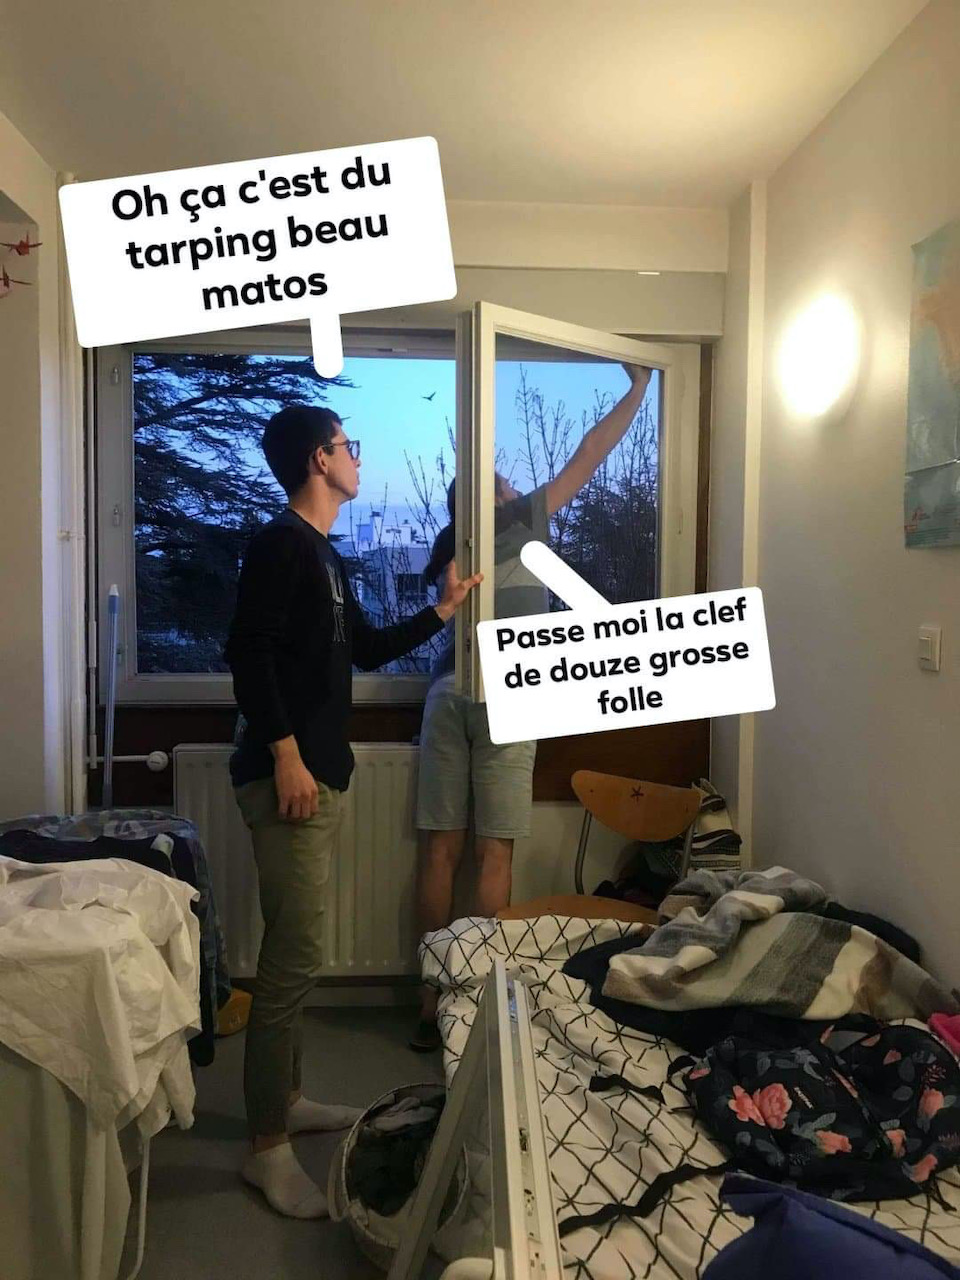 Oh ça c'est du
tarping beau
matos
Passe moi la clef
de douze grosse
folle